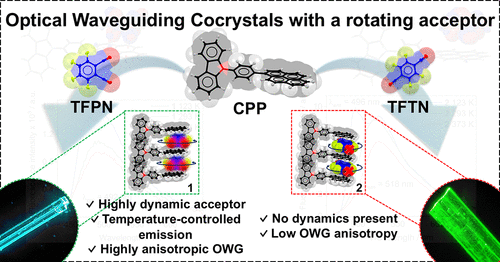 Optical Waveguiding Cocrystals with a rotating acceptor
TFPN
CPP
TFTN
1
2
✓ Highly dynamic acceptor
✓ Temperature-controlled
emission
✓ Highly anisotropic OWG
✓ No dynamics present
✓ Low OWG anisotropy